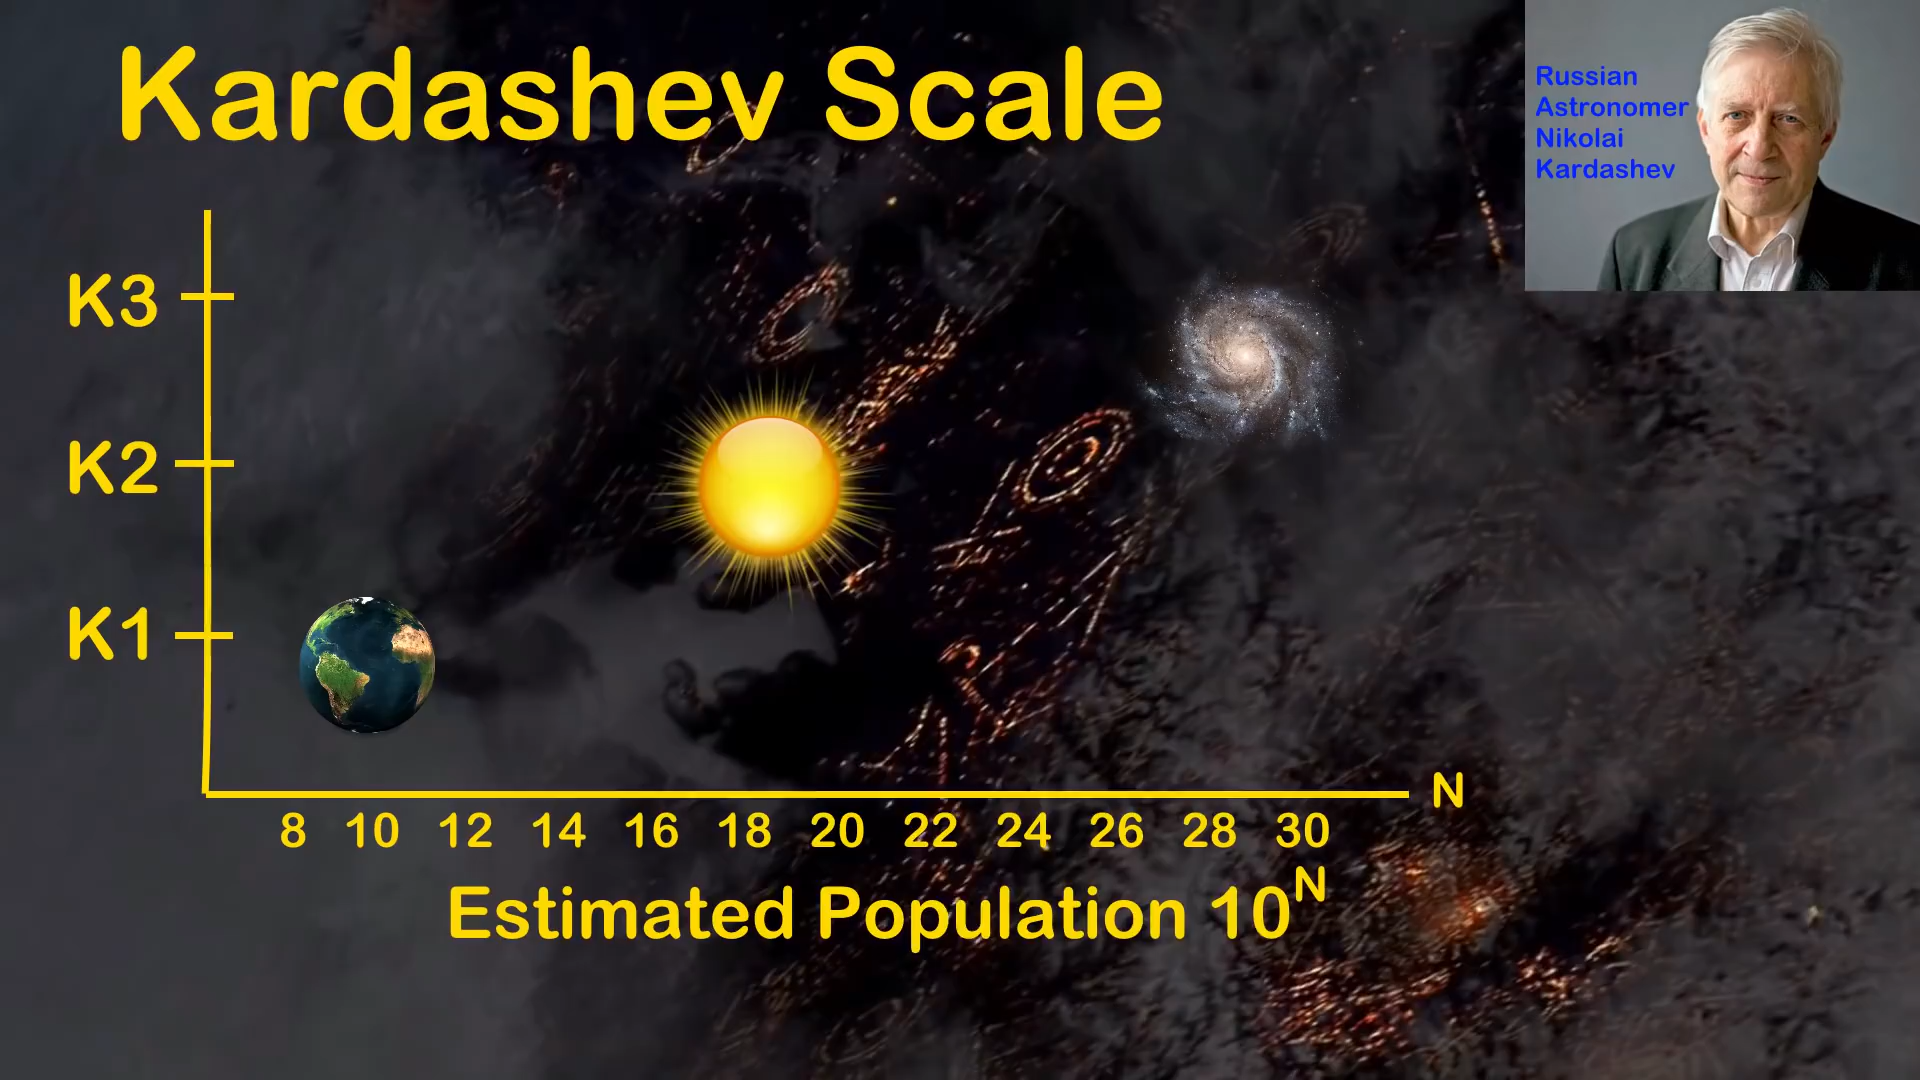 Kardashev Scale
Russian
Astronomer
Nikolai
Kardashev
K3
K2
K1
N
8 10 12 14 16 18 20 22 24 26 28 30
Estimated Population 10^N